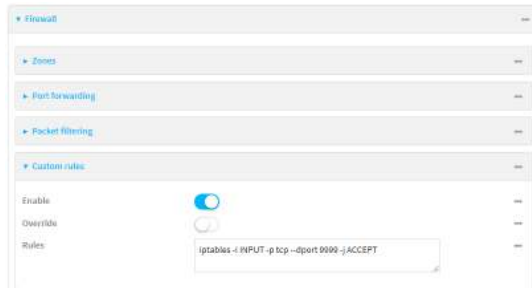 Firewall
Zones
Port forwarding
Packet filtering
Custom rules
Enable
Override
Rules
iptables -I INPUT -p tcp --dport 9999 -j ACCEPT